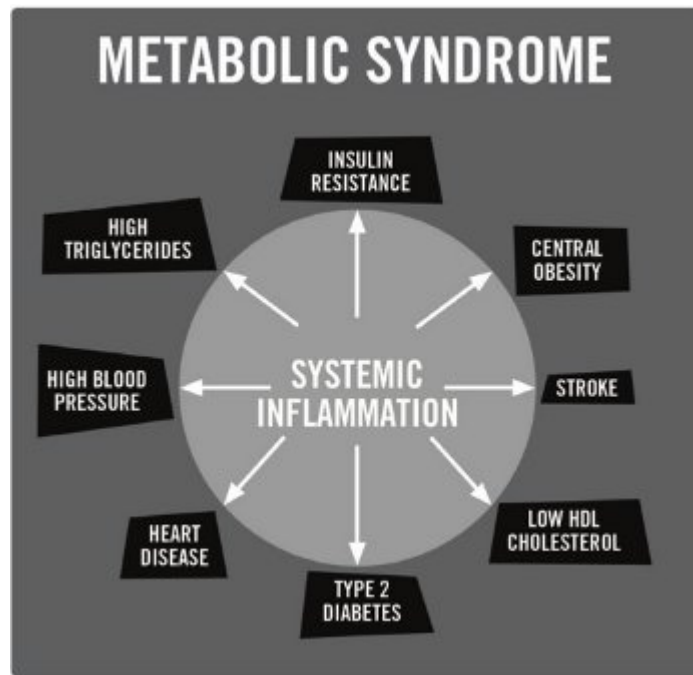 METABOLIC SYNDROME
INSULIN
RESISTANCE
HIGH
TRIGLYCERIDES
CENTRAL
OBESITY
SYSTEMIC
INFLAMMATION
HIGH BLOOD
PRESSURE
STROKE
HEART
DISEASE
LOW HDL
CHOLESTEROL
TYPE 2
DIABETES